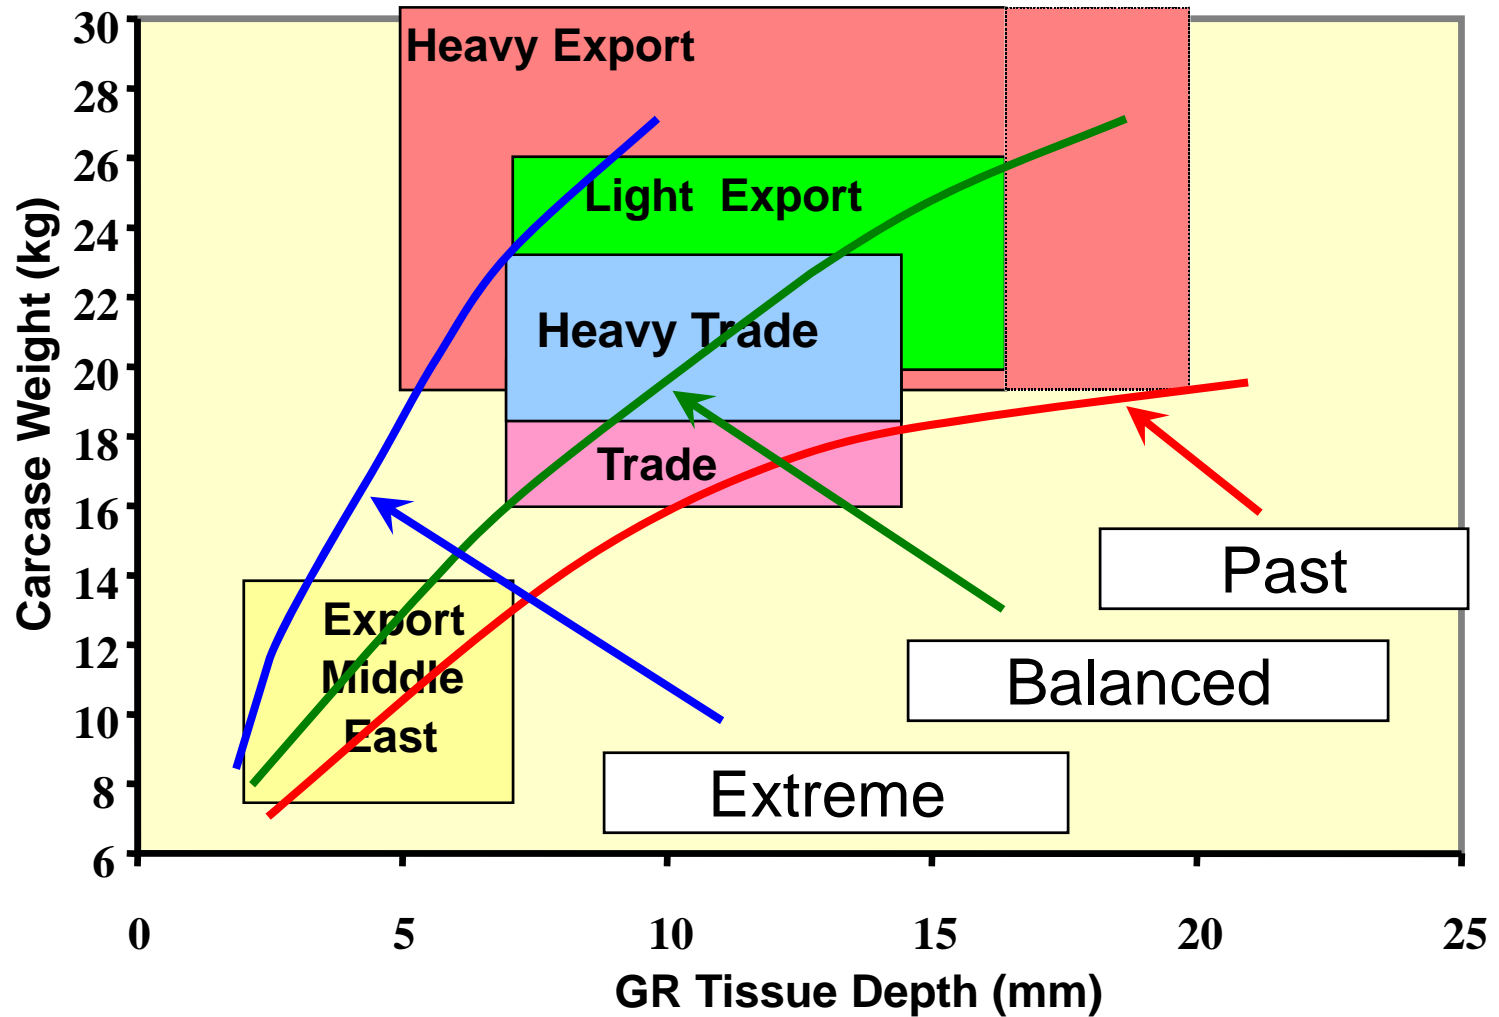 30
28
26
24
22
20
18
16
14
12
10
8
6
Carcase Weight (kg)
Heavy Export
Light Export
Heavy Trade
Trade
Export
Middle
East
Past
Balanced
Extreme
0 5 10 15 20 25
GR Tissue Depth (mm)